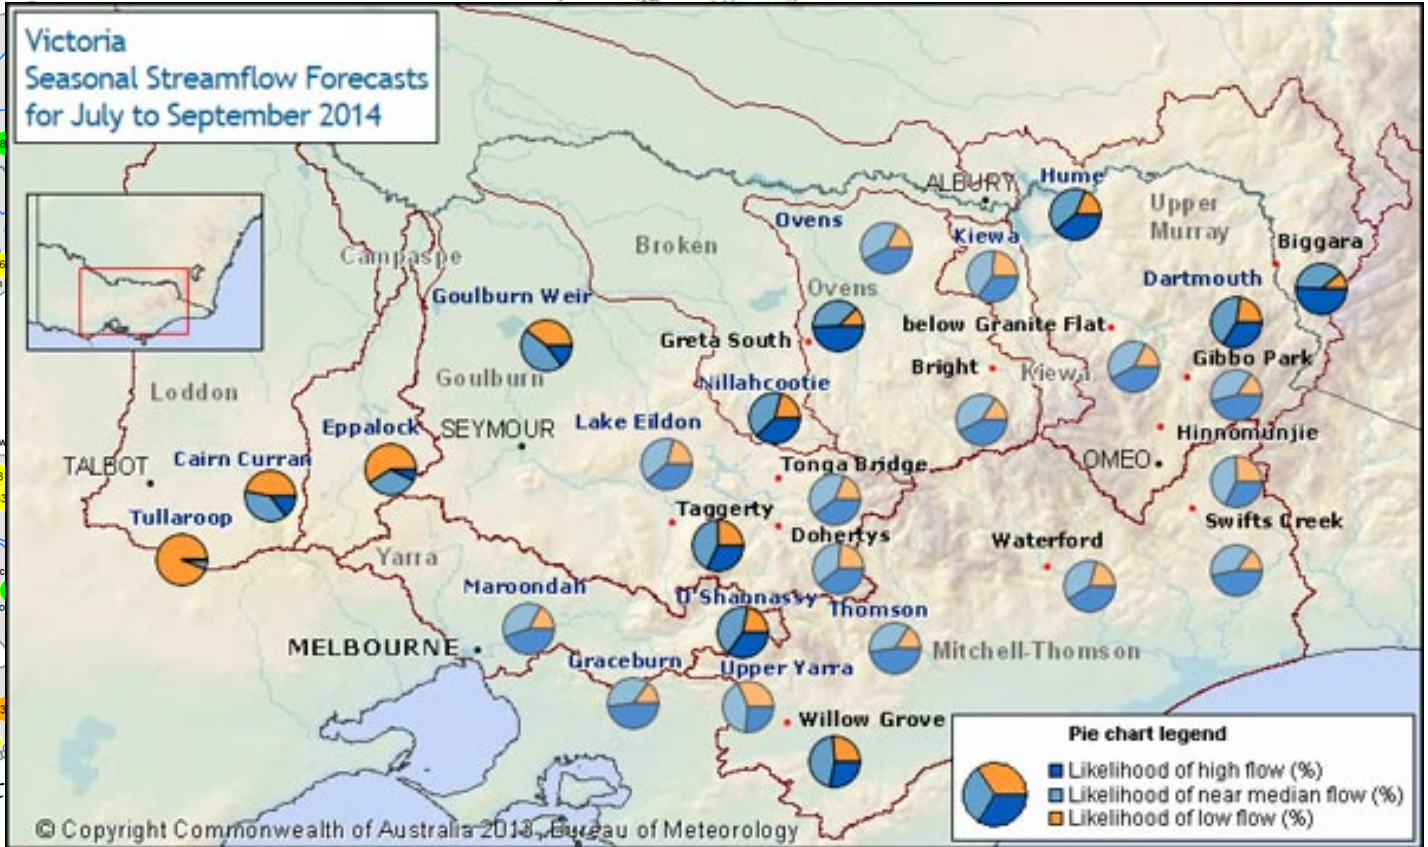 Victoria
Seasonal Streamflow Forecasts
for July to September 2014
ALBURY
Hume
Upper
Murray
Ovens
Kiewa
Biggara
Broken
Campaspe
Dartmouth
Goulburn Weir
Ovens
below Granite Flat
Greta South
Gibbo Park
Bright
Kiewa
Goulburn
Nillahcootie
Loddon
Lake Eildon
Eppalock
SEYMOUR
Hinnomunjie
TALBOT
Cairn Curran
Tonga Bridge
OMEO
Taggerty
Tullaroop
Swifts Creek
Doherty's
Waterford
Yarra
Maroondah
O'Shannassy
Thomson
MELBOURNE
Mitchell-Thomson
Graceburn
Upper Yarra
Willow Grove
Pie chart legend
Likelihood of high flow (%)
Likelihood of near median flow (%)
Likelihood of low flow (%)
© Copyright Commonwealth of Australia 2013, Bureau of Meteorology